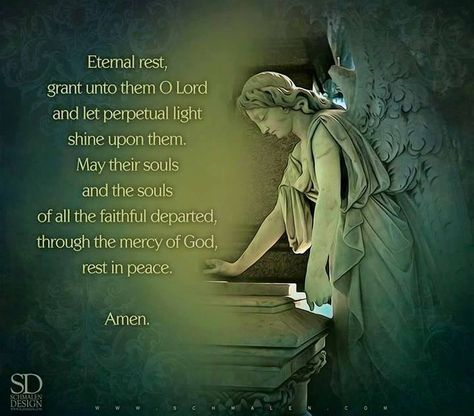 Eternal rest,
grant unto them O Lord
and let perpetual light
shine upon them.
May their souls
and the souls
of all the faithful departed,
through the mercy of God,
rest in peace.
Amen.
SD
SCHMALEN
DESIGN
WWW.SCHMALEN.COM